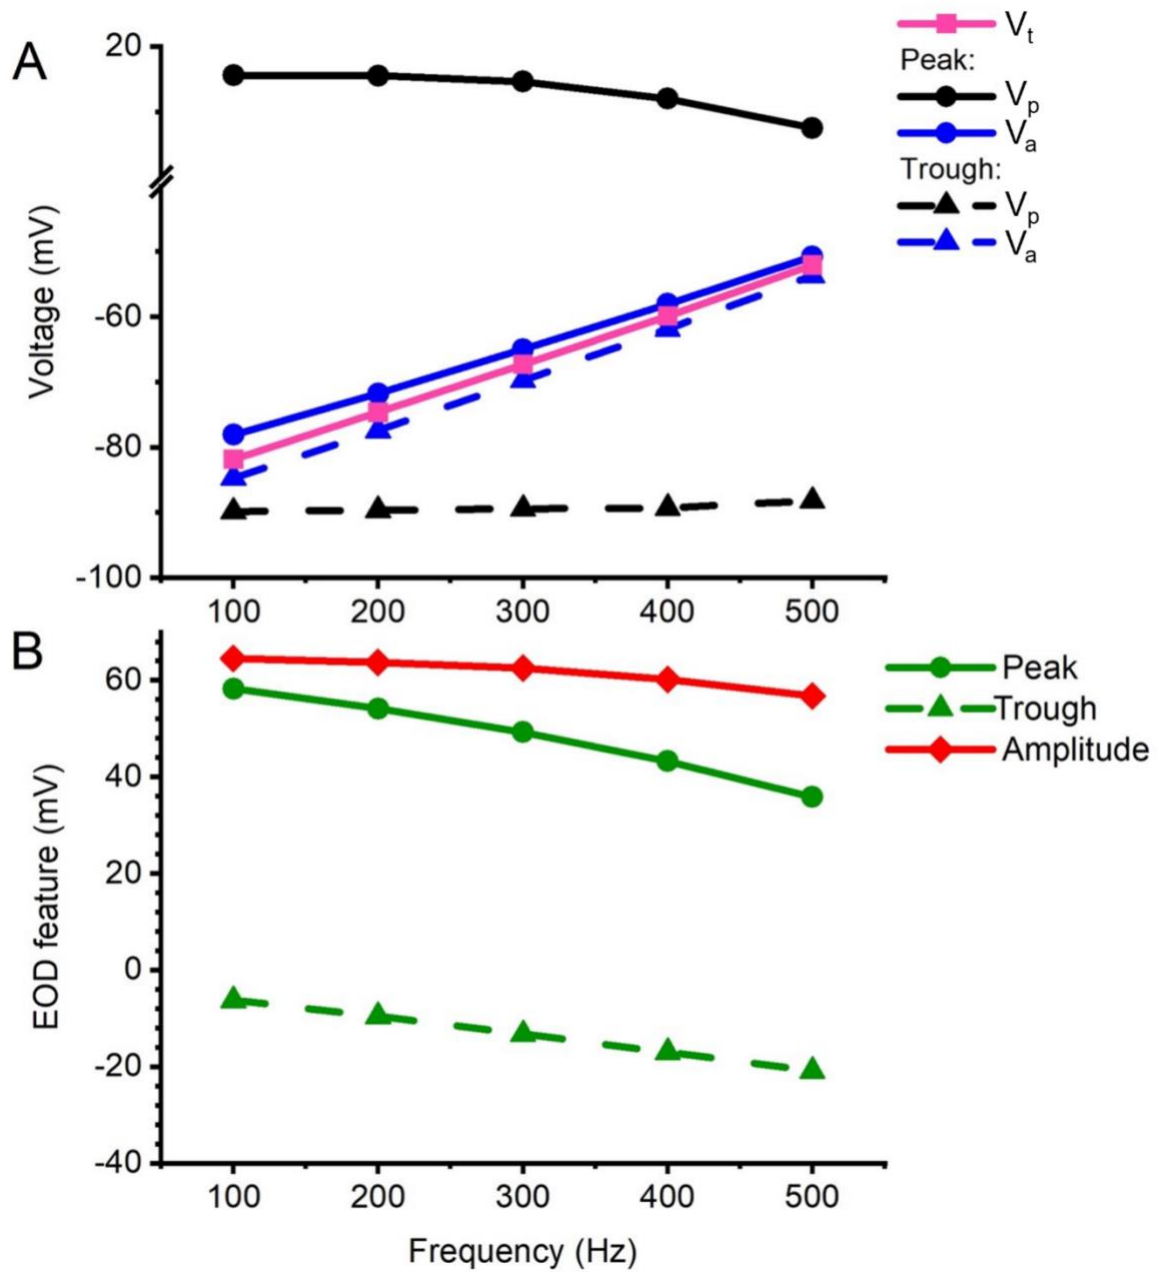 A
20
-60
-80
-100
Voltage (mV)
100 200 300 400 500
Vt
Peak:
Vp
Va
Trough:
Vp
Va
B
60
40
20
0
-20
-40
EOD feature (mV)
100 200 300 400 500
Frequency (Hz)
Peak
Trough
Amplitude